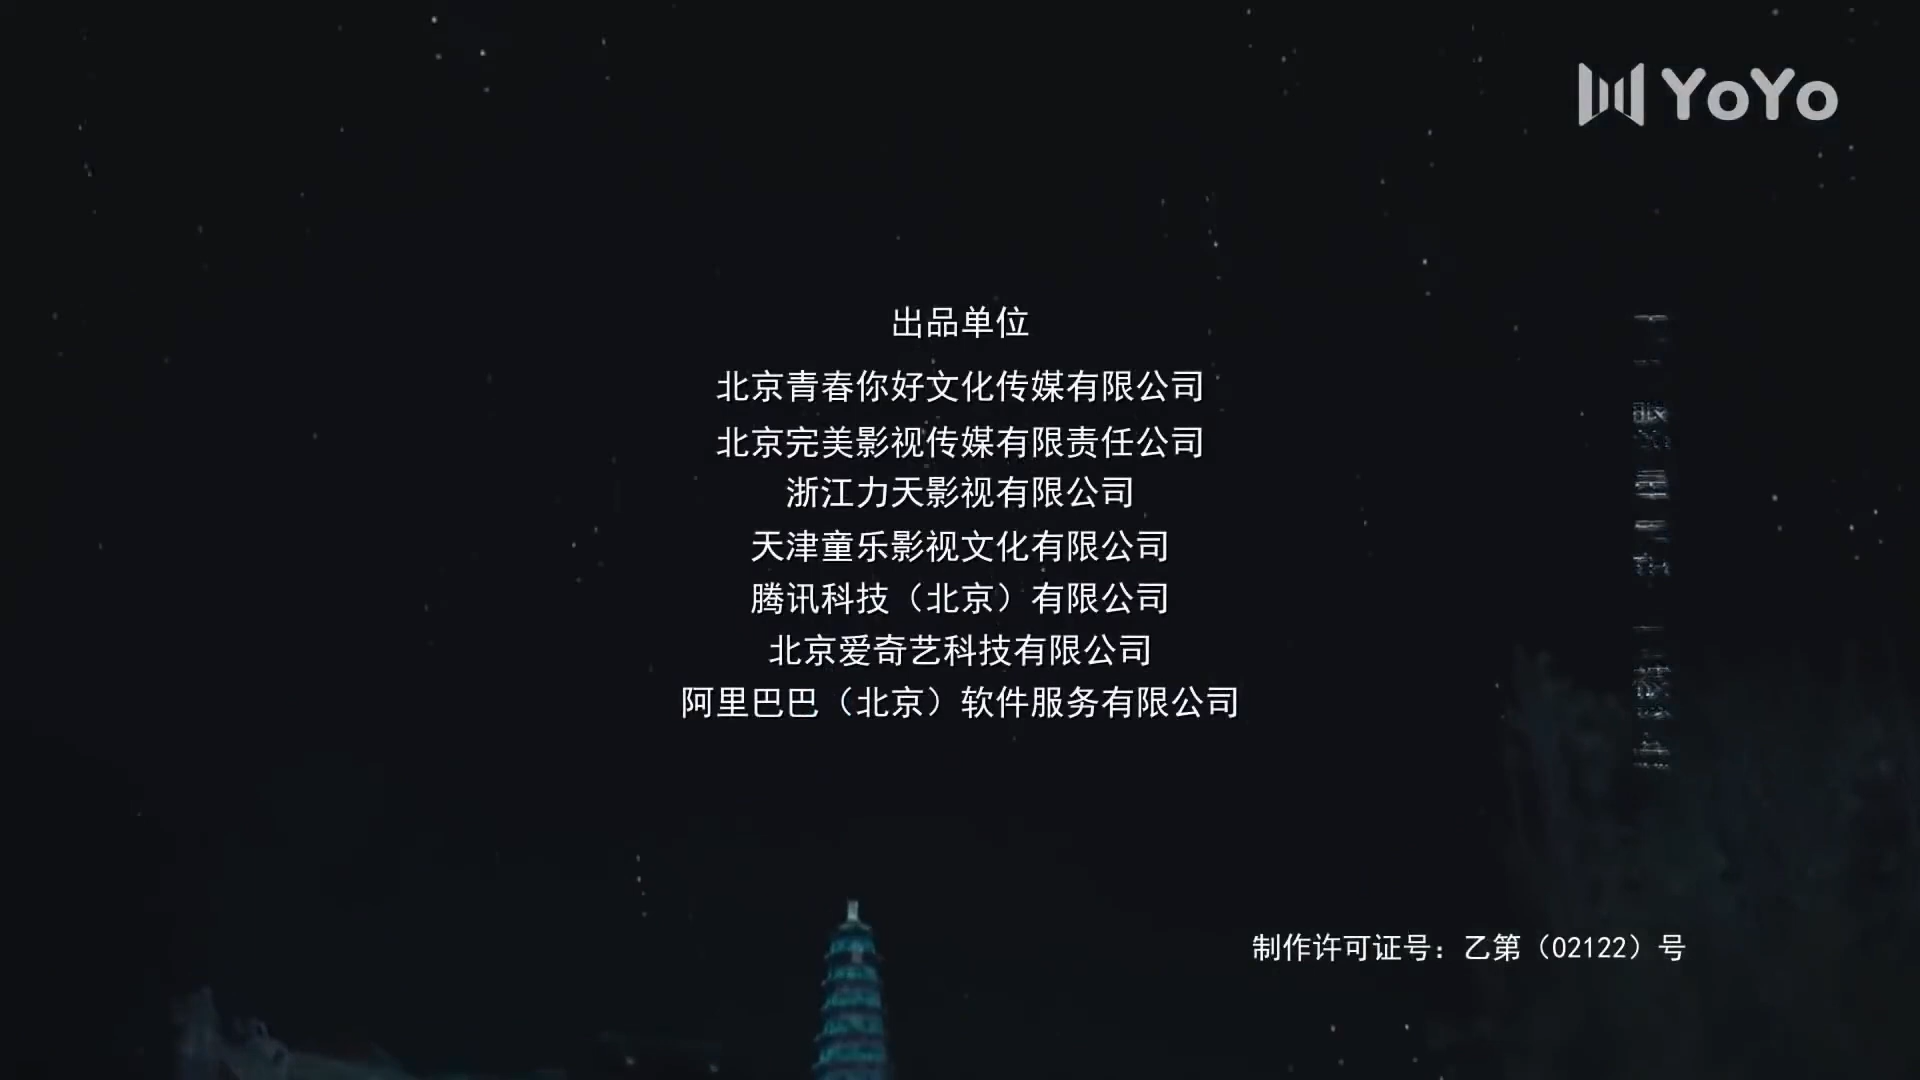 YoYo
出品单位
北京青春你好文化传媒有限公司
北京完美影视传媒有限责任公司
浙江力天影视有限公司
天津童乐影视文化有限公司
腾讯科技（北京）有限公司
北京爱奇艺科技有限公司
阿里巴巴（北京）软件服务有限公司
制作许可证号：乙第（02122）号